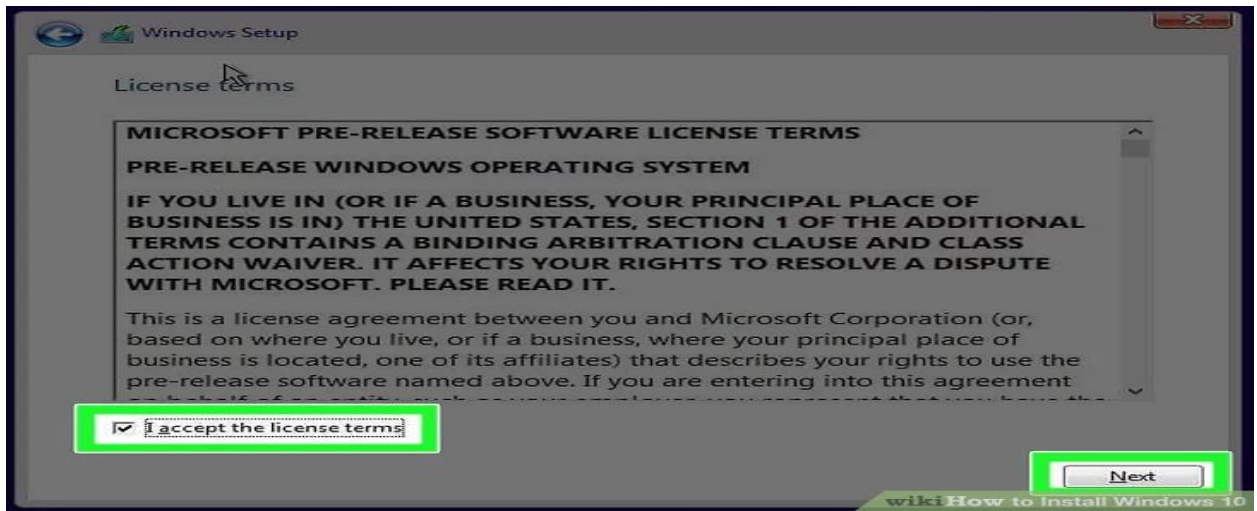 Windows Setup
License terms
MICROSOFT PRE-RELEASE SOFTWARE LICENSE TERMS
PRE-RELEASE WINDOWS OPERATING SYSTEM
IF YOU LIVE IN (OR IF A BUSINESS, YOUR PRINCIPAL PLACE OF
BUSINESS IS IN) THE UNITED STATES, SECTION 1 OF THE ADDITIONAL
TERMS CONTAINS A BINDING ARBITRATION CLAUSE AND CLASS
ACTION WAIVER. IT AFFECTS YOUR RIGHTS TO RESOLVE A DISPUTE
WITH MICROSOFT. PLEASE READ IT.
This is a license agreement between you and Microsoft Corporation (or,
based on where you live, or if a business, where your principal place of
business is located, one of its affiliates) that describes your rights to use the
pre-release software named above. If you are entering into this agreement
I accept the license terms
Next
wikiHow to Install Windows 10